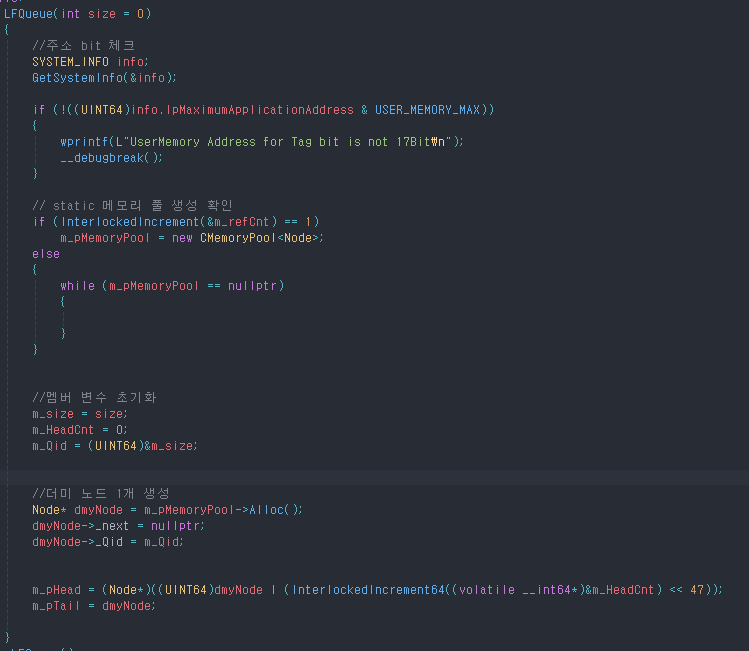 LFQueue(int size = 0)
{
//주소 bit 체크
SYSTEM_INFO info;
GetSystemInfo(&info);
if (!((UINT64)info.lpMaximumApplicationAddress & USER_MEMORY_MAX))
{
wprintf(L"UserMemory Address for Tag bit is not 17Bit₩n");
__debugbreak();
}
// static 메모리 풀 생성 확인
if (InterlockedIncrement(&m_refCnt) == 1)
m_pMemoryPool = new CMemoryPool<Node>;
else
{
while (m_pMemoryPool == nullptr)
{
}
}
//멤버 변수 초기화
m_size = size;
m_HeadCnt = 0;
m_Qid = (UINT64)&m_size;
//더미 노드 1개 생성
Node* dmyNode = m_pMemoryPool->Alloc();
dmyNode->_next = nullptr;
dmyNode->_Qid = m_Qid;
m_pHead = (Node*)((UINT64)dmyNode | (InterlockedIncrement64((volatile __int64*)&m_HeadCnt) << 47));
m_pTail = dmyNode;
}